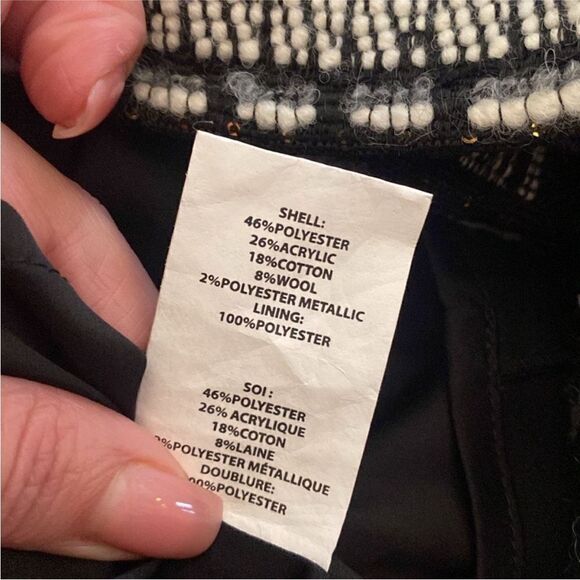 SHELL:
46%POLYESTER
26%ACRYLIC
18%COTTON
8%WOOL
2%POLYESTER METALLIC
LINING:
100%POLYESTER
SOI :
46%POLYESTER
26% ACRYLIQUE
18%COTON
8%LAINE
%POLYESTER MÉTALLIQUE
DOUBLURE:
00%POLYESTER